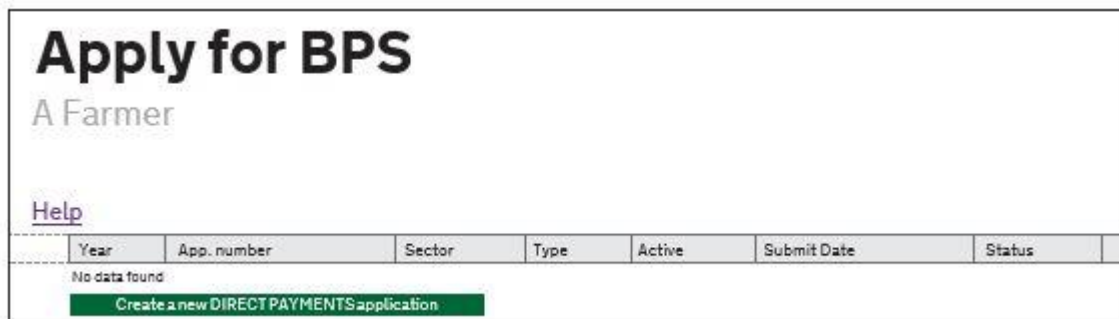 Apply for BPS
A Farmer
Help
Year App. number Sector Type Active Submit Date Status
No data found
Create a new DIRECT PAYMENTS application